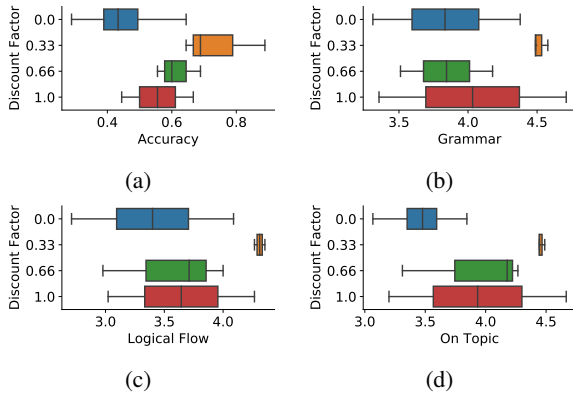 Discount Factor
0.0
0.33
0.66
1.0
0.4 0.6 0.8
Accuracy
(a)
Discount Factor
0.0
0.33
0.66
1.0
3.5 4.0 4.5
Grammar
(b)
Discount Factor
0.0
0.33
0.66
1.0
3.0 3.5 4.0
Logical Flow
(c)
Discount Factor
0.0
0.33
0.66
1.0
3.0 3.5 4.0 4.5
On Topic
(d)